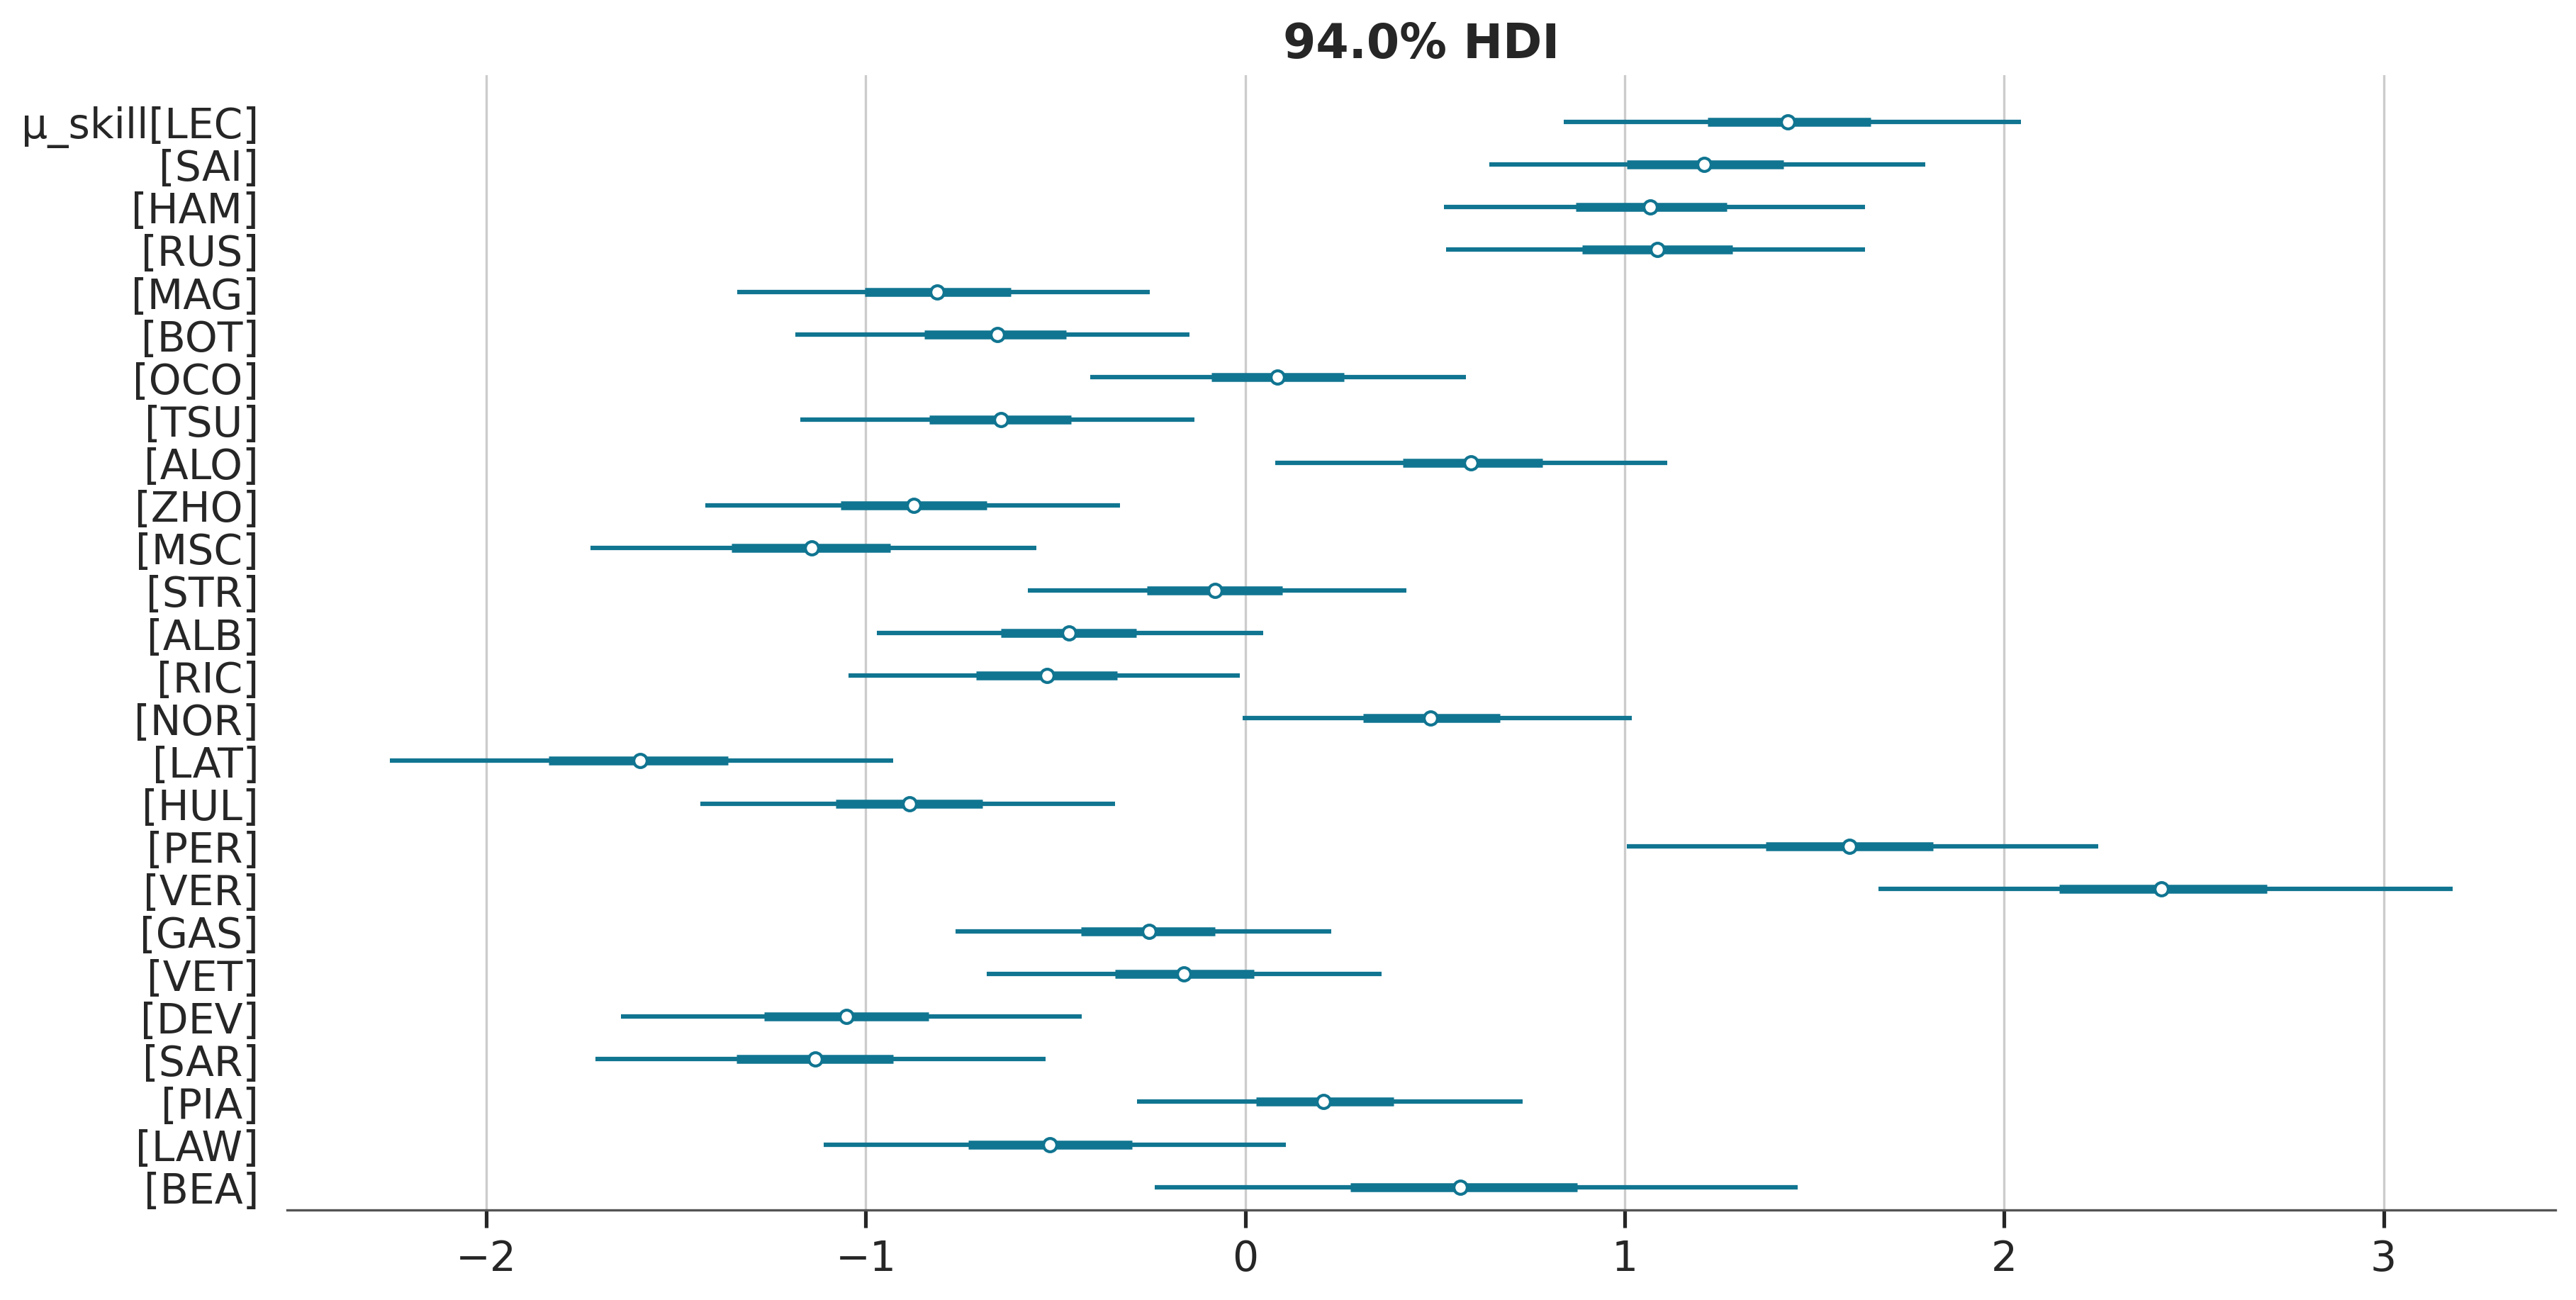 94.0% HDI
μ_skill[LEC]
[SAI]
[HAM]
[RUS]
[MAG]
[BOT]
[OCO]
[TSU]
[ALO]
[ZHO]
[MSC]
[STR]
[ALB]
[RIC]
[NOR]
[LAT]
[HUL]
[PER]
[VER]
[GAS]
[VET]
[DEV]
[SAR]
[PIA]
[LAW]
[BEA]
−2 −1 0 1 2 3